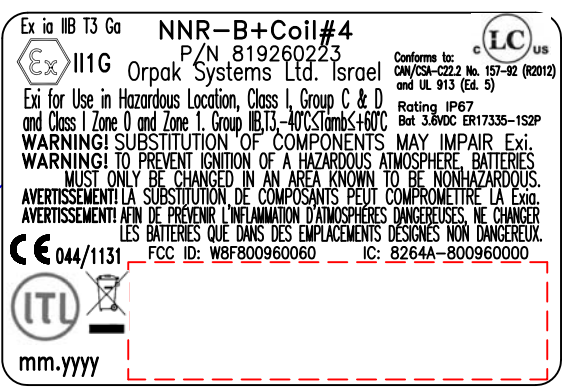 Ex ia IIB T3 Ga
NNR-B+Coil#4
P/N 819260223
Ex II1G
Orpak Systems Ltd. Israel
c LC us
Conforms to:
CAN/CSA-C22.2 No. 157-92 (R2012)
and UL 913 (Ed. 5)
Exi for Use in Hazardous Location, Class I, Group C & D
and Class I Zone 0 and Zone 1. Group IIB,T3,-40°C≤Tamb≤+60°C
Rating IP67
Bat 3.6VDC ER17335-1S2P
WARNING! SUBSTITUTION OF COMPONENTS MAY IMPAIR Exi.
WARNING! TO PREVENT IGNITION OF A HAZARDOUS ATMOSPHERE, BATTERIES
MUST ONLY BE CHANGED IN AN AREA KNOWN TO BE NONHAZARDOUS.
AVERTISSEMENT! LA SUBSTITUTION DE COMPOSANTS PEUT COMPROMETTRE LA Exia.
AVERTISSEMENT! AFIN DE PRÉVENIR L'INFLAMMATION D'ATMOSPHÈRES DANGEREUSES, NE CHANGER
LES BATTERIES QUE DANS DES EMPLACEMENTS DÉSIGNÉS NON DANGEREUX.
CE 044/1131
FCC ID: W8F800960060
IC: 8264A-800960000
ITL
mm.yyyy